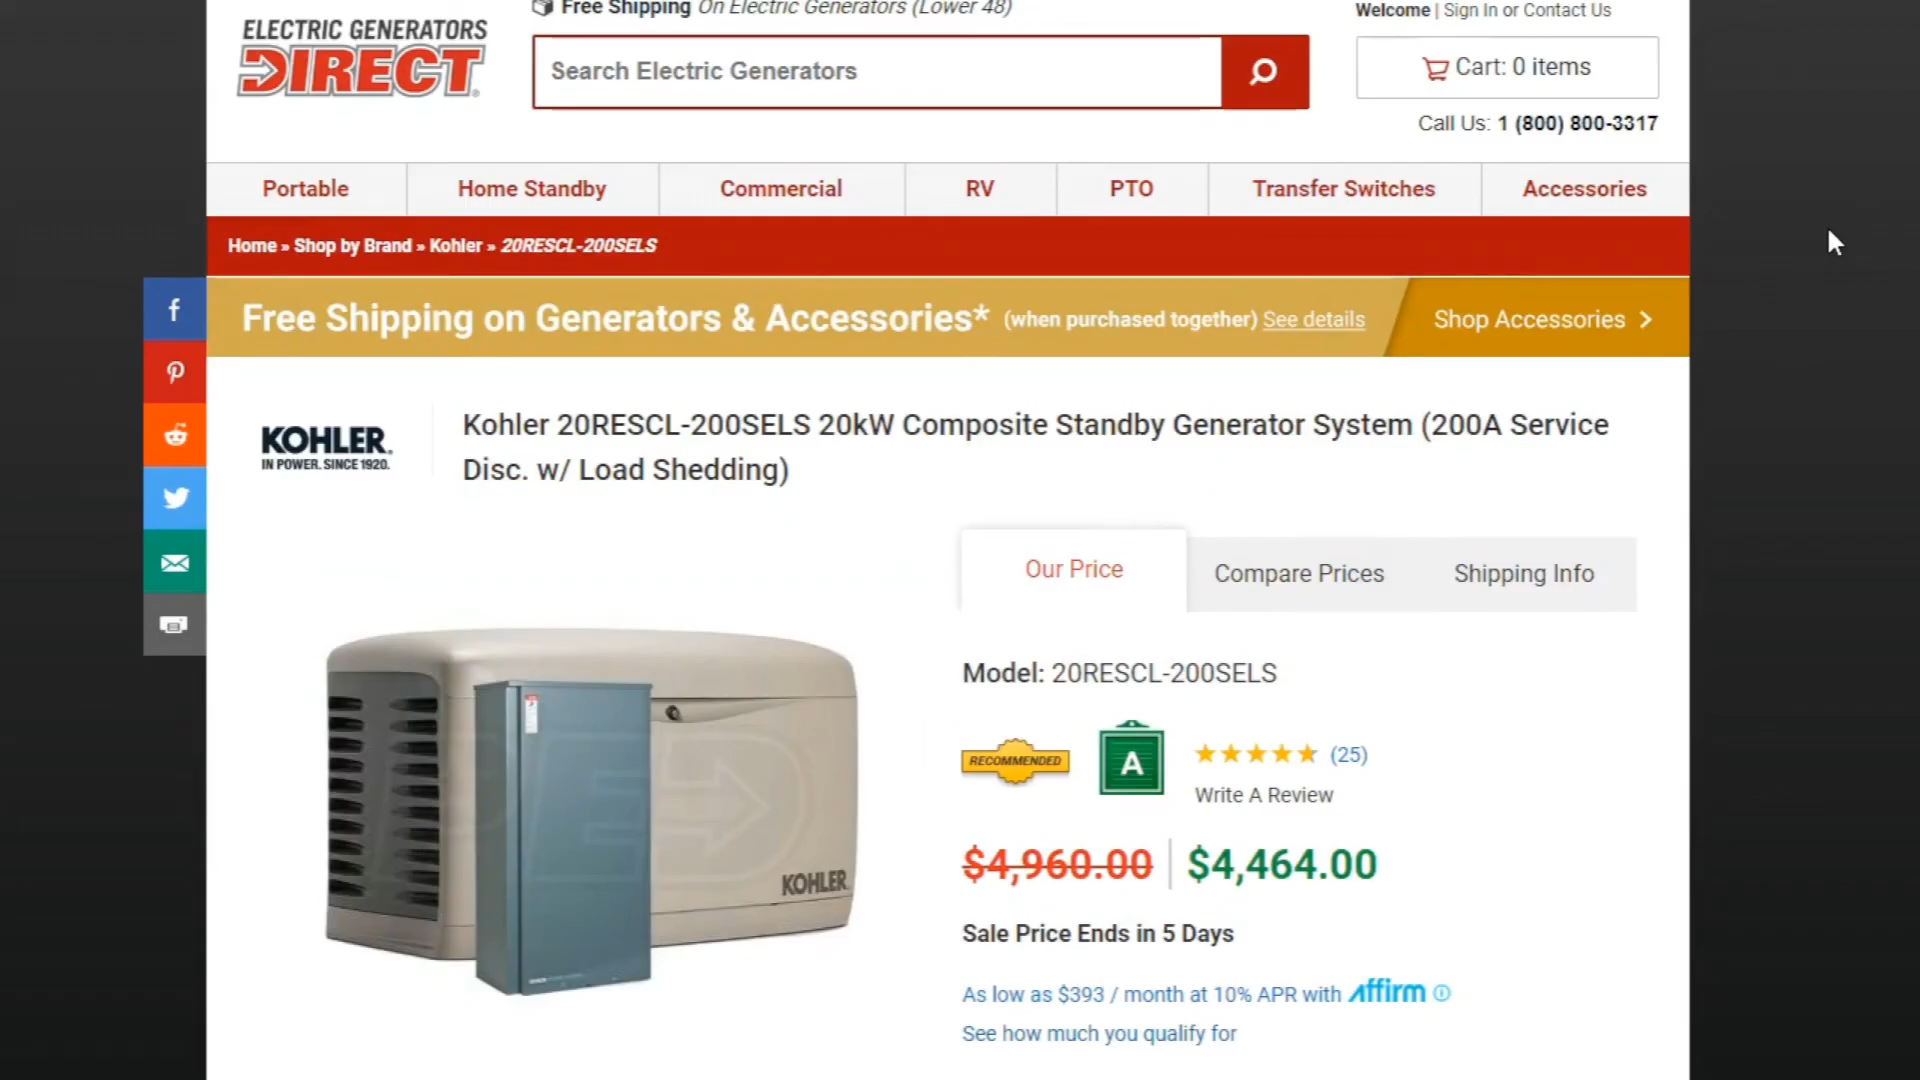 Free Shipping On Electric Generators (Lower 48)
Welcome | Sign In or Contact Us
ELECTRIC GENERATORS
DIRECT
Search Electric Generators
Cart: 0 items
Call Us: 1 (800) 800-3317
Portable Home Standby Commercial RV PTO Transfer Switches Accessories
Home » Shop by Brand » Kohler » 20RESCL-200SELS
Free Shipping on Generators & Accessories* (when purchased together) See details Shop Accessories >
KOHLER.
IN POWER. SINCE 1920.
Kohler 20RESCL-200SELS 20kW Composite Standby Generator System (200A Service
Disc. w/ Load Shedding)
Our Price Compare Prices Shipping Info
Model: 20RESCL-200SELS
RECOMMENDED
A
(25)
Write A Review
$4,960.00 | $4,464.00
Sale Price Ends in 5 Days
As low as $393 / month at 10% APR with affirm
See how much you qualify for
KOHLER